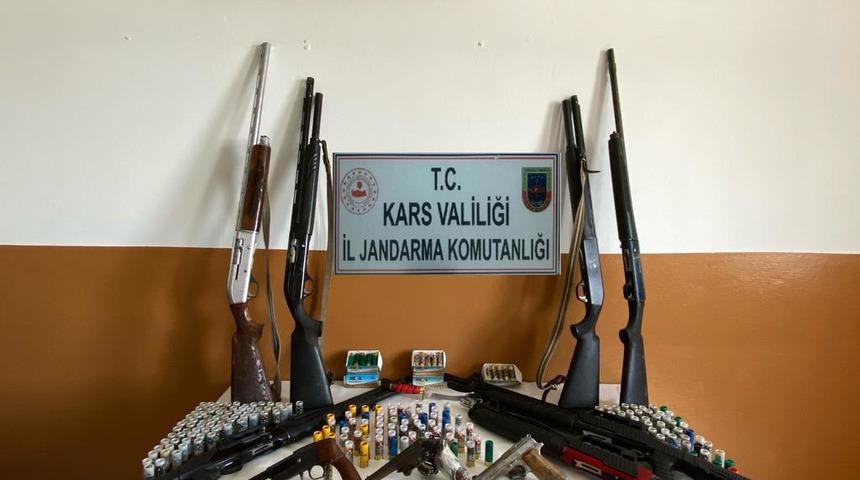 T.C.
KARS VALİLİĞİ
İL JANDARMA KOMUTANLIĞI